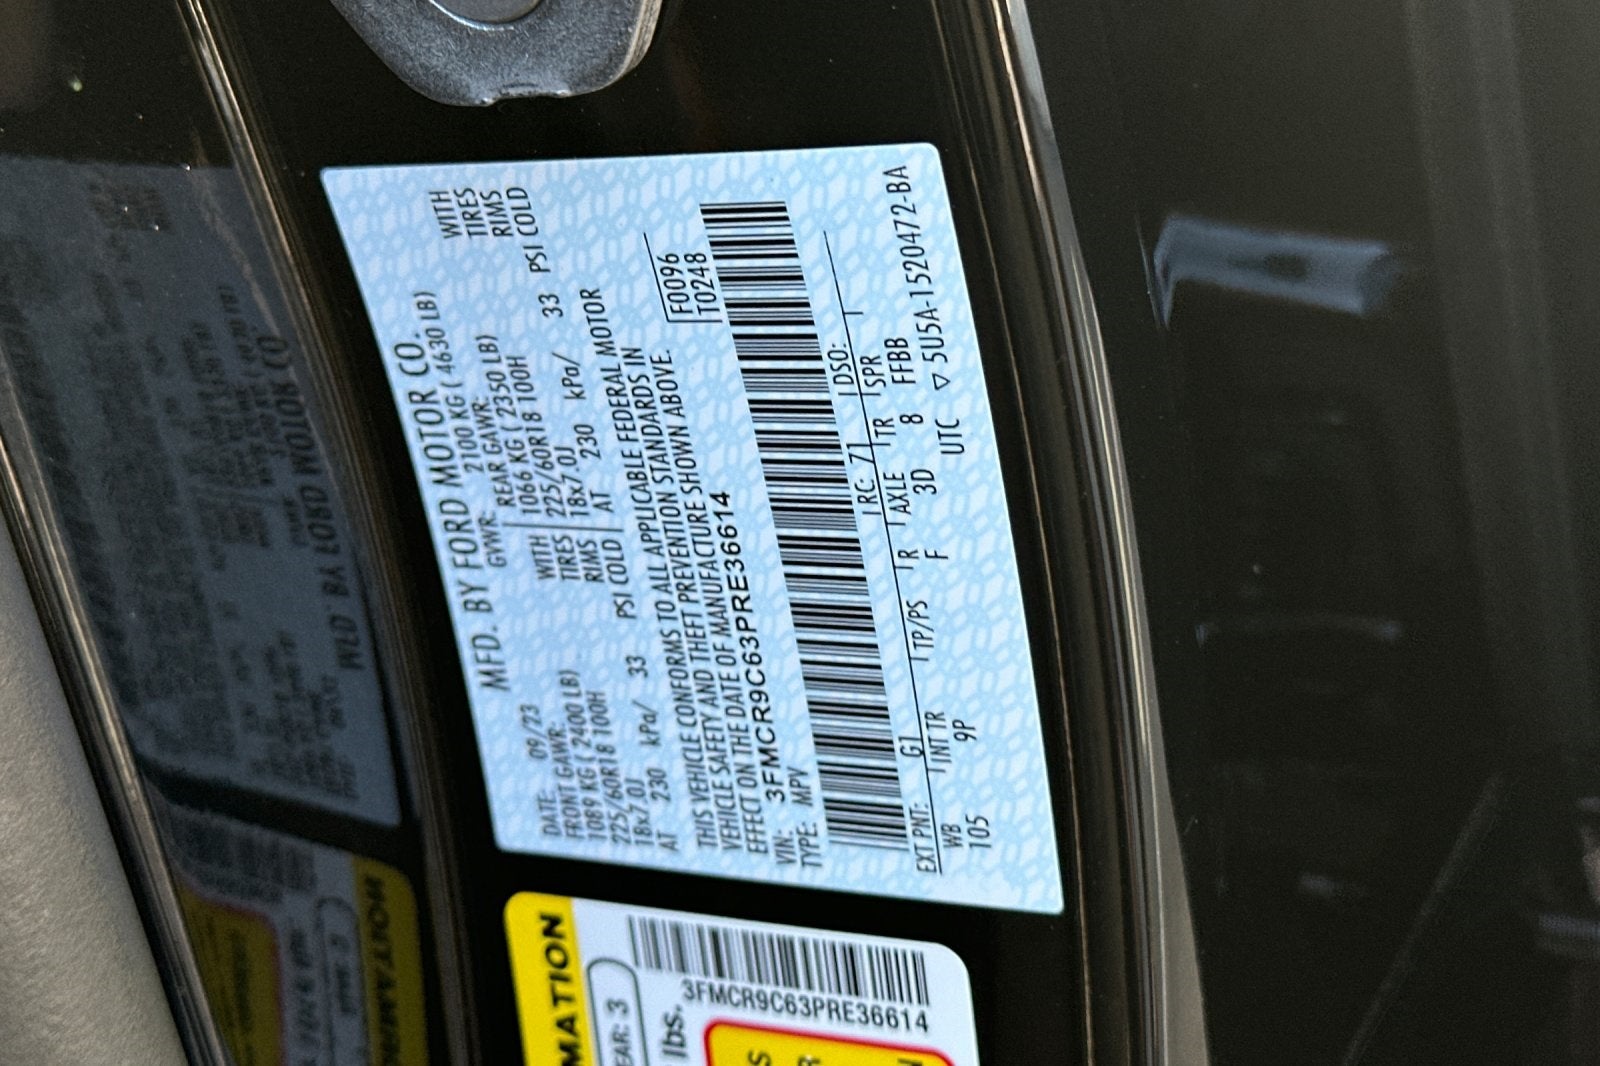 MFD. BY FORD MOTOR CO.
DATE: 09/23 GVWR: 2100 KG ( 4630 LB)
FRONT GAWR: REAR GAWR:
1089 KG ( 2400 LB) 1066 KG ( 2350 LB)
225/60R18 100H WITH TIRES 225/60R18 100H WITH TIRES
18x7.0J RIMS 18x7.0J RIMS
AT 230 kPa/ 33 PSI COLD AT 230 kPa/ 33 PSI COLD
THIS VEHICLE CONFORMS TO ALL APPLICABLE FEDERAL MOTOR
VEHICLE SAFETY AND THEFT PREVENTION STANDARDS IN
EFFECT ON THE DATE OF MANUFACTURE SHOWN ABOVE.
VIN: 3FMCR9C63PRE36614 F0096
TYPE: MPV T0248
EXT PNT: G1 RC: 71 DSO:
WB INT TR TP/PS R AXLE TR SPR
105 9P F 3D 8 FFBB
UTC ▽ 5U5A-1520472-BA
MATION
EAR: 3
lbs.
3FMCR9C63PRE36614